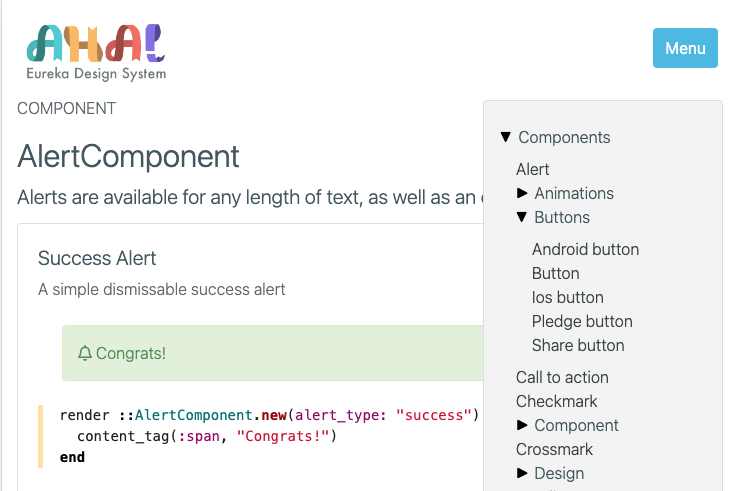 AHA!
Eureka Design System
Menu
COMPONENT
AlertComponent
Alerts are available for any length of text, as well as an
Success Alert
A simple dismissable success alert
Congrats!
render ::AlertComponent.new(alert_type: "success")
content_tag(:span, "Congrats!")
end
Components
Alert
Animations
Buttons
Android button
Button
Ios button
Pledge button
Share button
Call to action
Checkmark
Component
Crossmark
Design